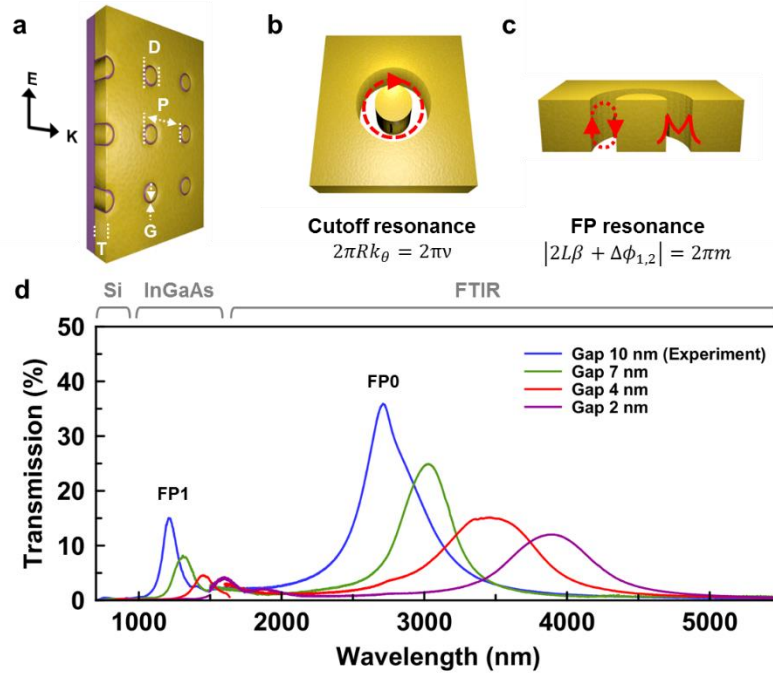 a
b
c
E
K
D
P
G
T
Cutoff resonance
2πRk_θ = 2πν
FP resonance
|2Lβ + Δϕ_{1,2}| = 2πm
d
Si
InGaAs
FTIR
50
40
30
20
10
0
Transmission (%)
FP1
FP0
Gap 10 nm (Experiment)
Gap 7 nm
Gap 4 nm
Gap 2 nm
1000 2000 3000 4000 5000
Wavelength (nm)